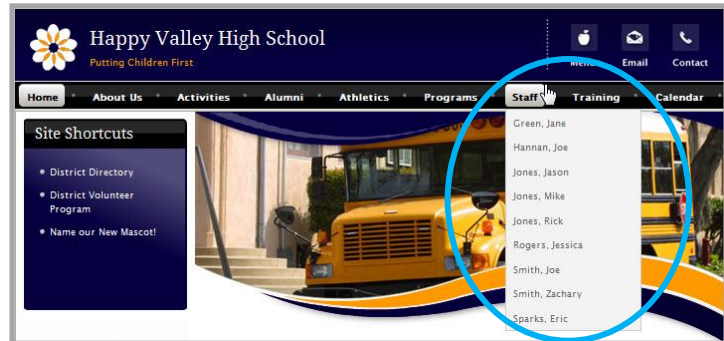 Happy Valley High School
Putting Children First
Menu Email Contact
Home About Us Activities Alumni Athletics Programs Staff Training Calendar
Site Shortcuts
District Directory
District Volunteer
Program
Name our New Mascot!
Green, Jane
Hannan, Joe
Jones, Jason
Jones, Mike
Jones, Rick
Rogers, Jessica
Smith, Joe
Smith, Zachary
Sparks, Eric